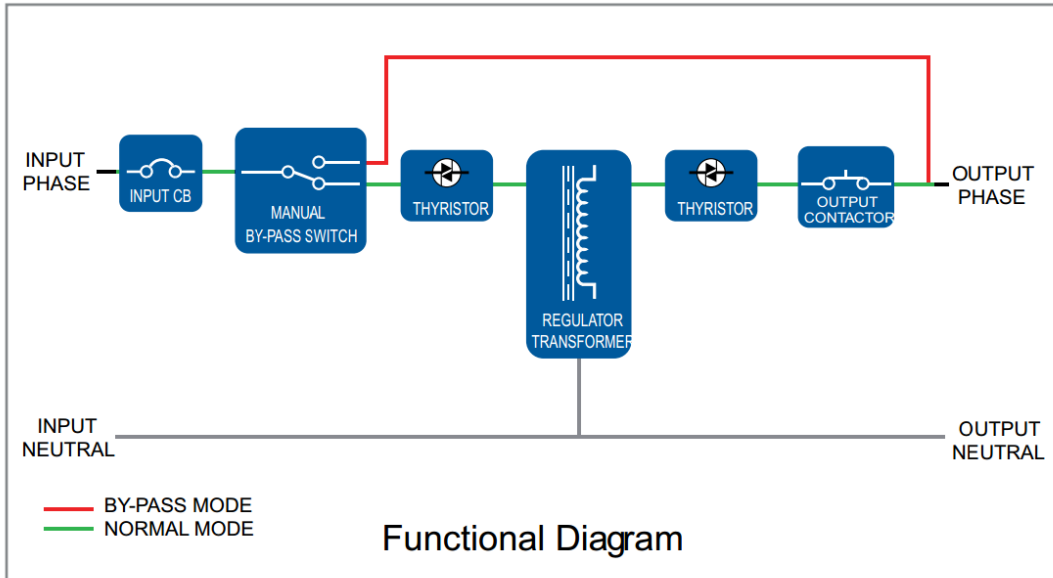 INPUT
PHASE
INPUT CB
MANUAL
BY-PASS SWITCH
THYRISTOR
REGULATOR
TRANSFORMER
THYRISTOR
OUTPUT
CONTACTOR
OUTPUT
PHASE
INPUT
NEUTRAL
OUTPUT
NEUTRAL
BY-PASS MODE
NORMAL MODE
Functional Diagram